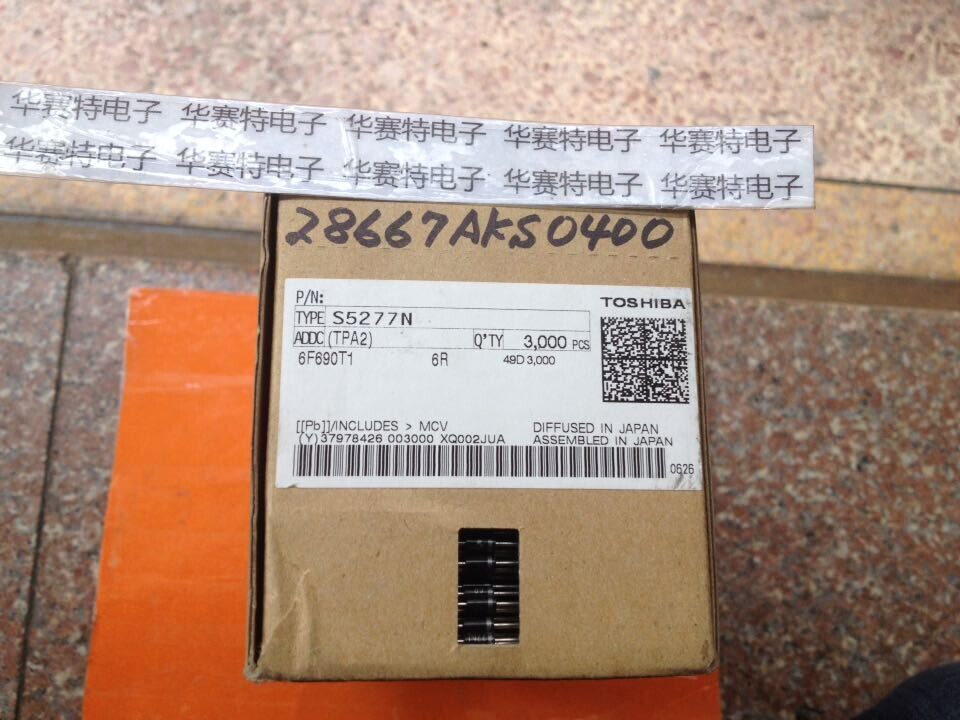 华赛特电子 华赛特电子 华赛特电子 华赛特电子 华赛特电子
华赛特电子 华赛特电子 华赛特电子 华赛特电子 华赛特电子
28667AKS0400
P/N:
TOSHIBA
TYPE S5277N
ADDC (TPA2) Q'TY 3,000 PCS
6F690T1 6R 49D 3,000
[[Pb]]/INCLUDES > MCV DIFFUSED IN JAPAN
(Y)37978426 003000 XQ002JUA ASSEMBLED IN JAPAN
0626